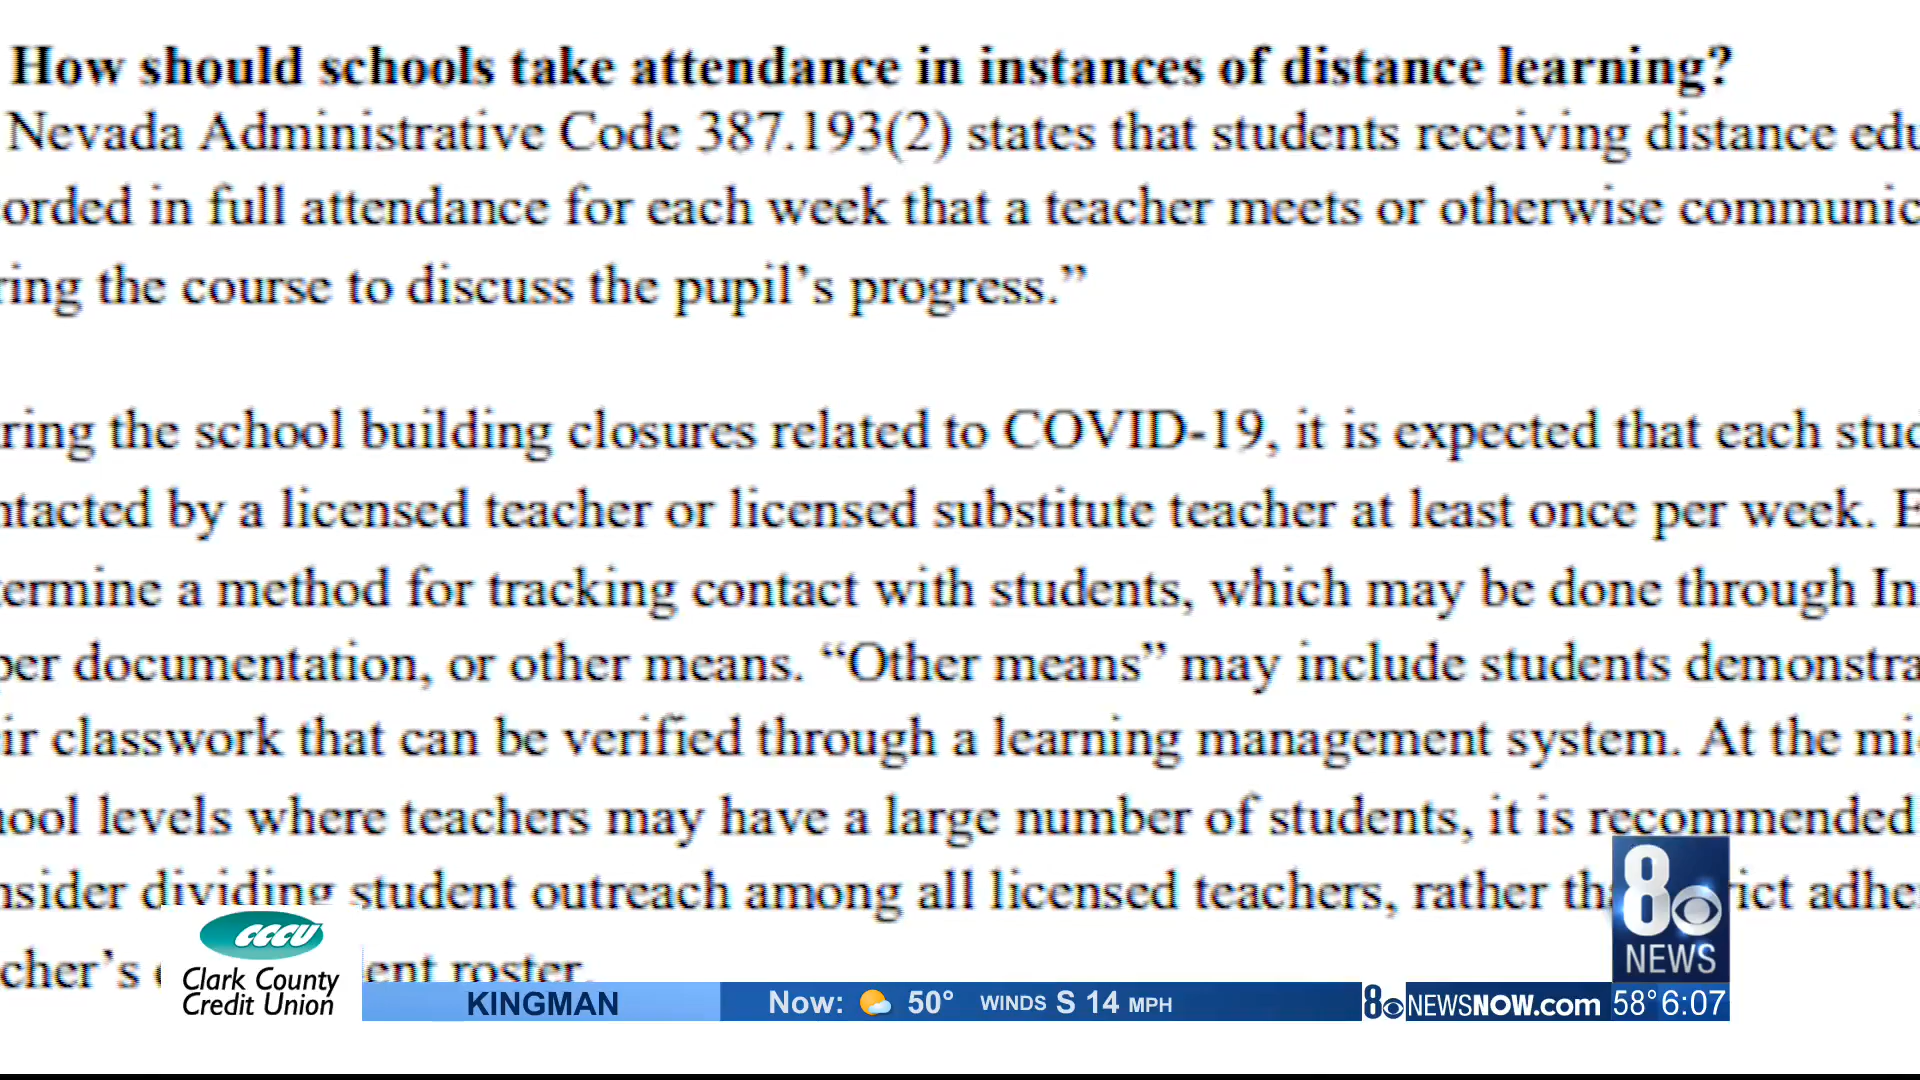 How should schools take attendance in instances of distance learning?
Nevada Administrative Code 387.193(2) states that students receiving distance edu
orded in full attendance for each week that a teacher meets or otherwise communic
ring the course to discuss the pupil’s progress.”
ring the school building closures related to COVID-19, it is expected that each stud
ntacted by a licensed teacher or licensed substitute teacher at least once per week. E
termine a method for tracking contact with students, which may be done through In
per documentation, or other means. “Other means” may include students demonstra
ir classwork that can be verified through a learning management system. At the mi
ool levels where teachers may have a large number of students, it is recommended
nsider dividing student outreach among all licensed teachers, rather th ict adhe
cher’s ent roster.
8 NEWS
cccu
Clark County
Credit Union
KINGMAN Now: 50° WINDS S 14 MPH 8 NEWSNOW.com 58° 6:07